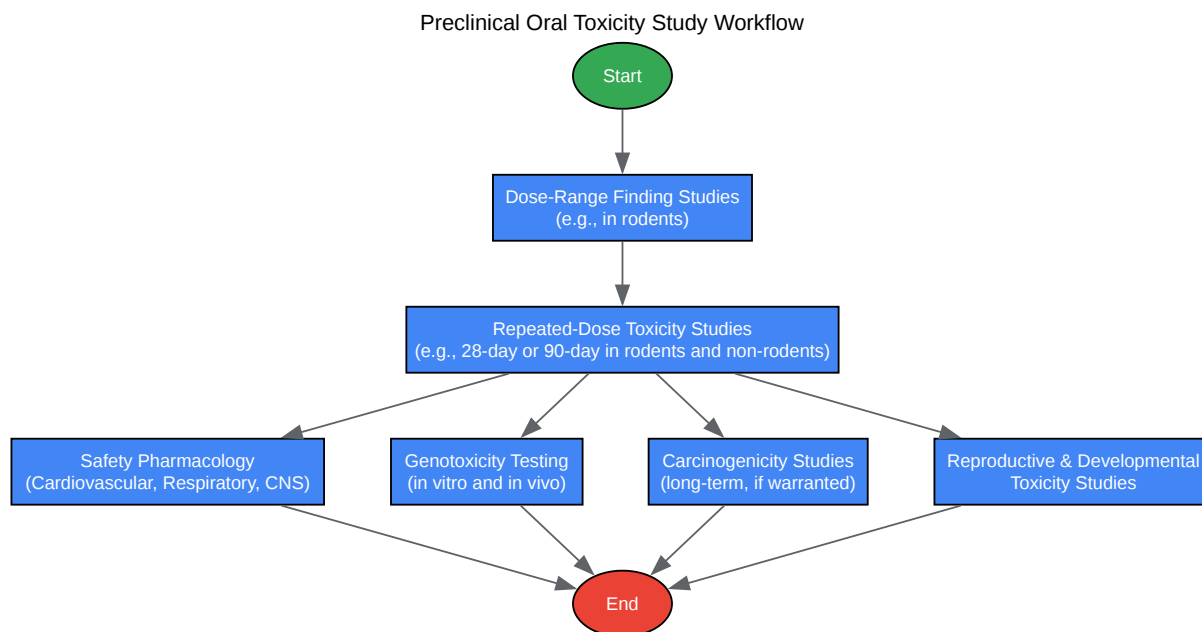 Preclinical Oral Toxicity Study Workflow
Start
Dose-Range Finding Studies
(e.g., in rodents)
Repeated-Dose Toxicity Studies
(e.g., 28-day or 90-day in rodents and non-rodents)
Safety Pharmacology
(Cardiovascular, Respiratory, CNS)
Genotoxicity Testing
(in vitro and in vivo)
Carcinogenicity Studies
(long-term, if warranted)
Reproductive & Developmental
Toxicity Studies
End